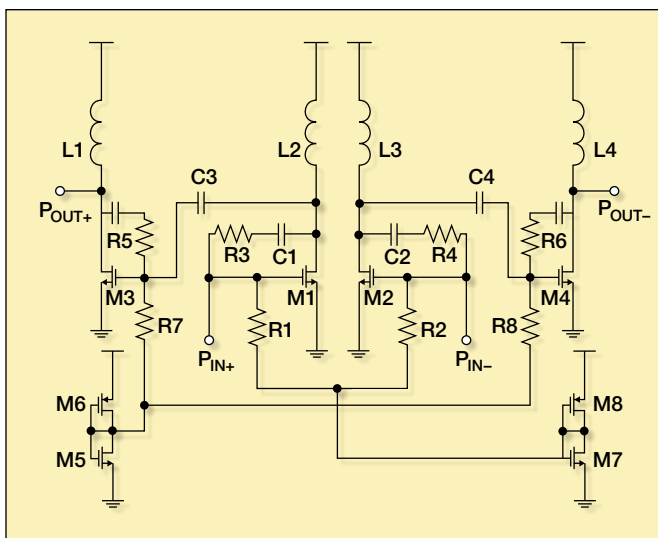 L1
L2
L3
L4
C3
C4
POUT+
POUT−
R5
R3
C1
C2
R4
R6
M3
M1
M2
M4
R7
R1
R2
R8
PIN+
PIN−
M6
M8
M5
M7